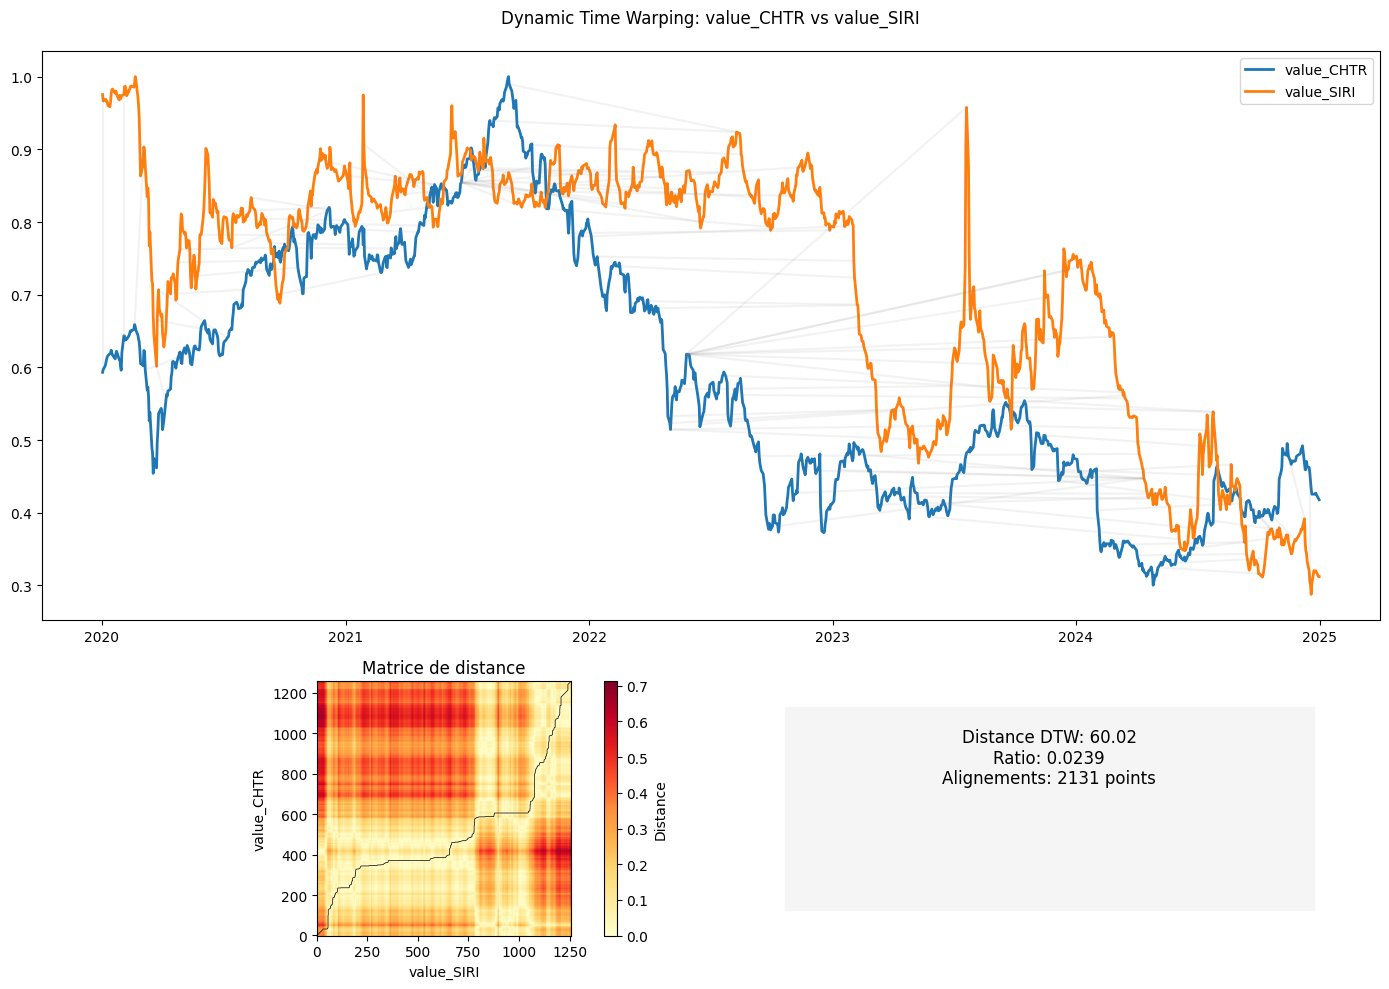 Dynamic Time Warping: value_CHTR vs value_SIRI
value_CHTR
value_SIRI
1.0
0.9
0.8
0.7
0.6
0.5
0.4
0.3
2020 2021 2022 2023 2024 2025
Matrice de distance
value_CHTR
1200
1000
800
600
400
200
0
0 250 500 750 1000 1250
value_SIRI
0.7
0.6
0.5
0.4
0.3
0.2
0.1
0.0
Distance
Distance DTW: 60.02
Ratio: 0.0239
Alignements: 2131 points